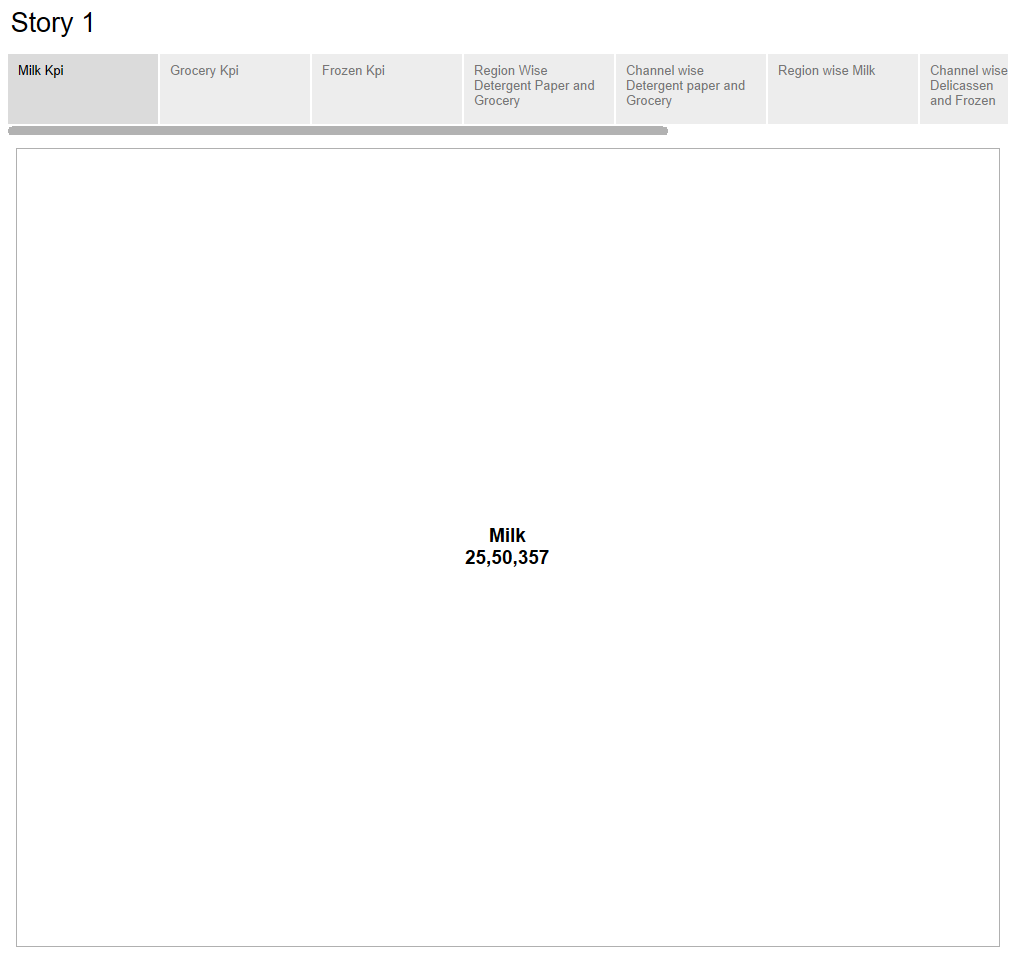 Story 1
Milk Kpi
Grocery Kpi
Frozen Kpi
Region Wise
Detergent Paper and
Grocery
Channel wise
Detergent paper and
Grocery
Region wise Milk
Channel wise
Delicassen
and Frozen
Milk
25,50,357